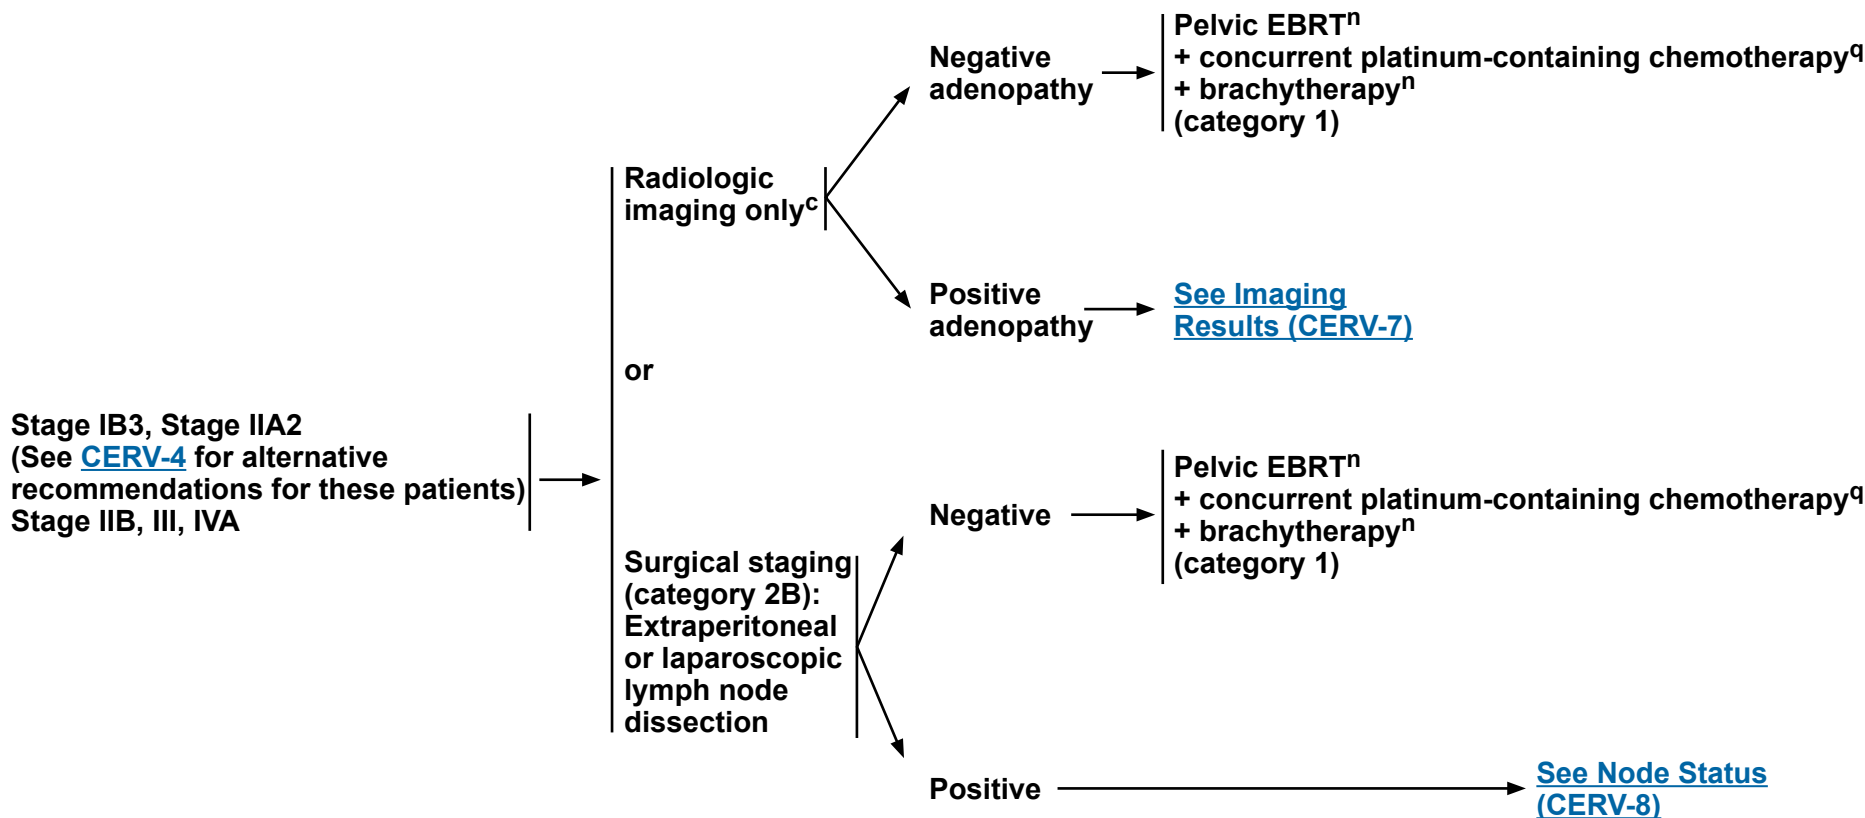 Stage IB3, Stage IIA2
(See CERV-4 for alternative
recommendations for these patients)
Stage IIB, III, IVA
Radiologic
imaging onlyc
or
Surgical staging
(category 2B):
Extraperitoneal
or laparoscopic
lymph node
dissection
Negative
adenopathy
Pelvic EBRTn
+ concurrent platinum-containing chemotherapyq
+ brachytherapyn
(category 1)
Positive
adenopathy
See Imaging
Results (CERV-7)
Negative
Pelvic EBRTn
+ concurrent platinum-containing chemotherapyq
+ brachytherapyn
(category 1)
Positive
See Node Status
(CERV-8)